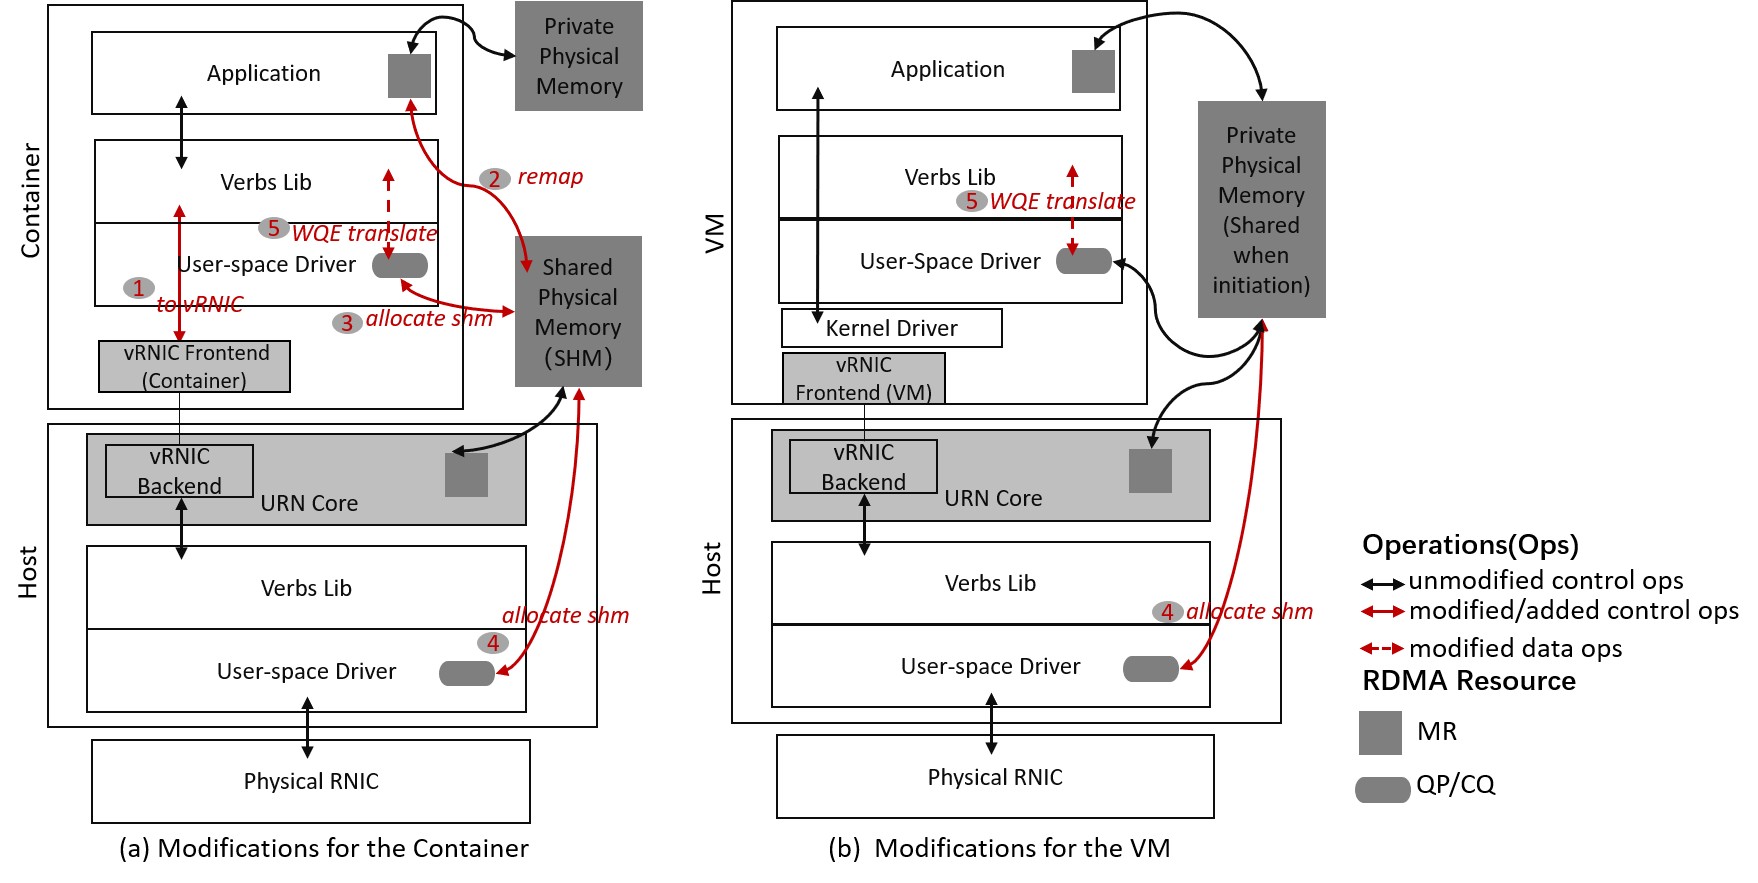 Container
Application
Private
Physical
Memory
Verbs Lib
2 remap
5 WQE translate
User-space Driver
1 to vRNIC
3 allocate shm
Shared
Physical
Memory
(SHM)
vRNIC Frontend
(Container)
Host
vRNIC
Backend
URN Core
Verbs Lib
allocate shm
4
User-space Driver
Physical RNIC
(a) Modifications for the Container
VM
Application
Private
Physical
Memory
(Shared
when
initiation)
Verbs Lib
5 WQE translate
User-Space Driver
Kernel Driver
vRNIC
Frontend (VM)
Host
vRNIC
Backend
URN Core
Verbs Lib
4 allocate shm
User-space Driver
Physical RNIC
(b) Modifications for the VM
Operations(Ops)
unmodified control ops
modified/added control ops
modified data ops
RDMA Resource
MR
QP/CQ